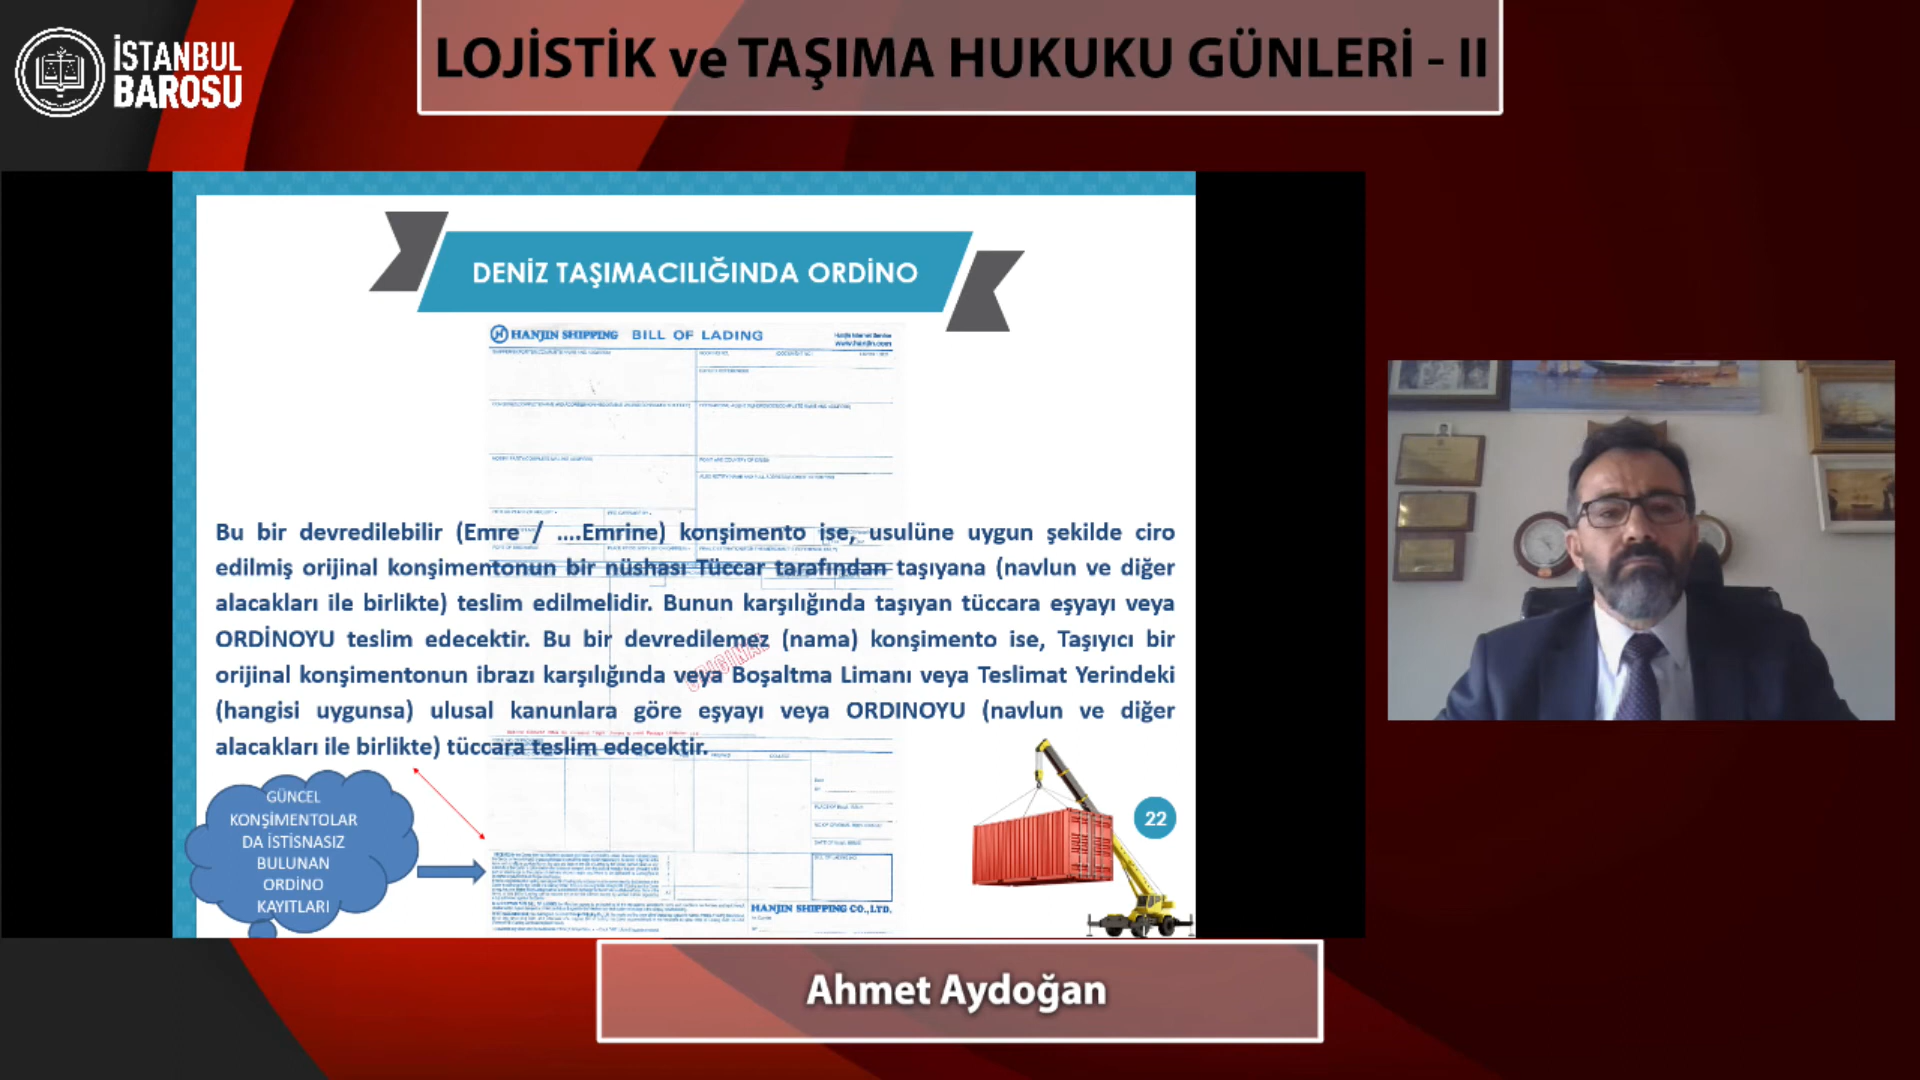 İSTANBUL
BAROSU
LOJİSTİK ve TAŞIMA HUKUKU GÜNLERİ - II
DENİZ TAŞIMACILIĞINDA ORDİNO
HANJIN SHIPPING BILL OF LADING
www.hanjin.com
Bu bir devredilebilir (Emre / ....Emrine) konşimento ise, usulüne uygun şekilde ciro
edilmiş orijinal konşimentonun bir nüshası Tüccar tarafından taşıyana (navlun ve diğer
alacakları ile birlikte) teslim edilmelidir. Bunun karşılığında taşıyan tüccara eşyayı veya
ORDİNOYU teslim edecektir. Bu bir devredilemez (nama) konşimento ise, Taşıyıcı bir
orijinal konşimentonun ibrazı karşılığında veya Boşaltma Limanı veya Teslimat Yerindeki
(hangisi uygunsa) ulusal kanunlara göre eşyayı veya ORDINOYU (navlun ve diğer
alacakları ile birlikte) tüccara teslim edecektir.
ORIGINAL
GÜNCEL
KONŞİMENTOLAR
DA İSTİSNASIZ
BULUNAN
ORDİNO
KAYITLARI
22
HANJIN SHIPPING CO.,LTD.
Ahmet Aydoğan